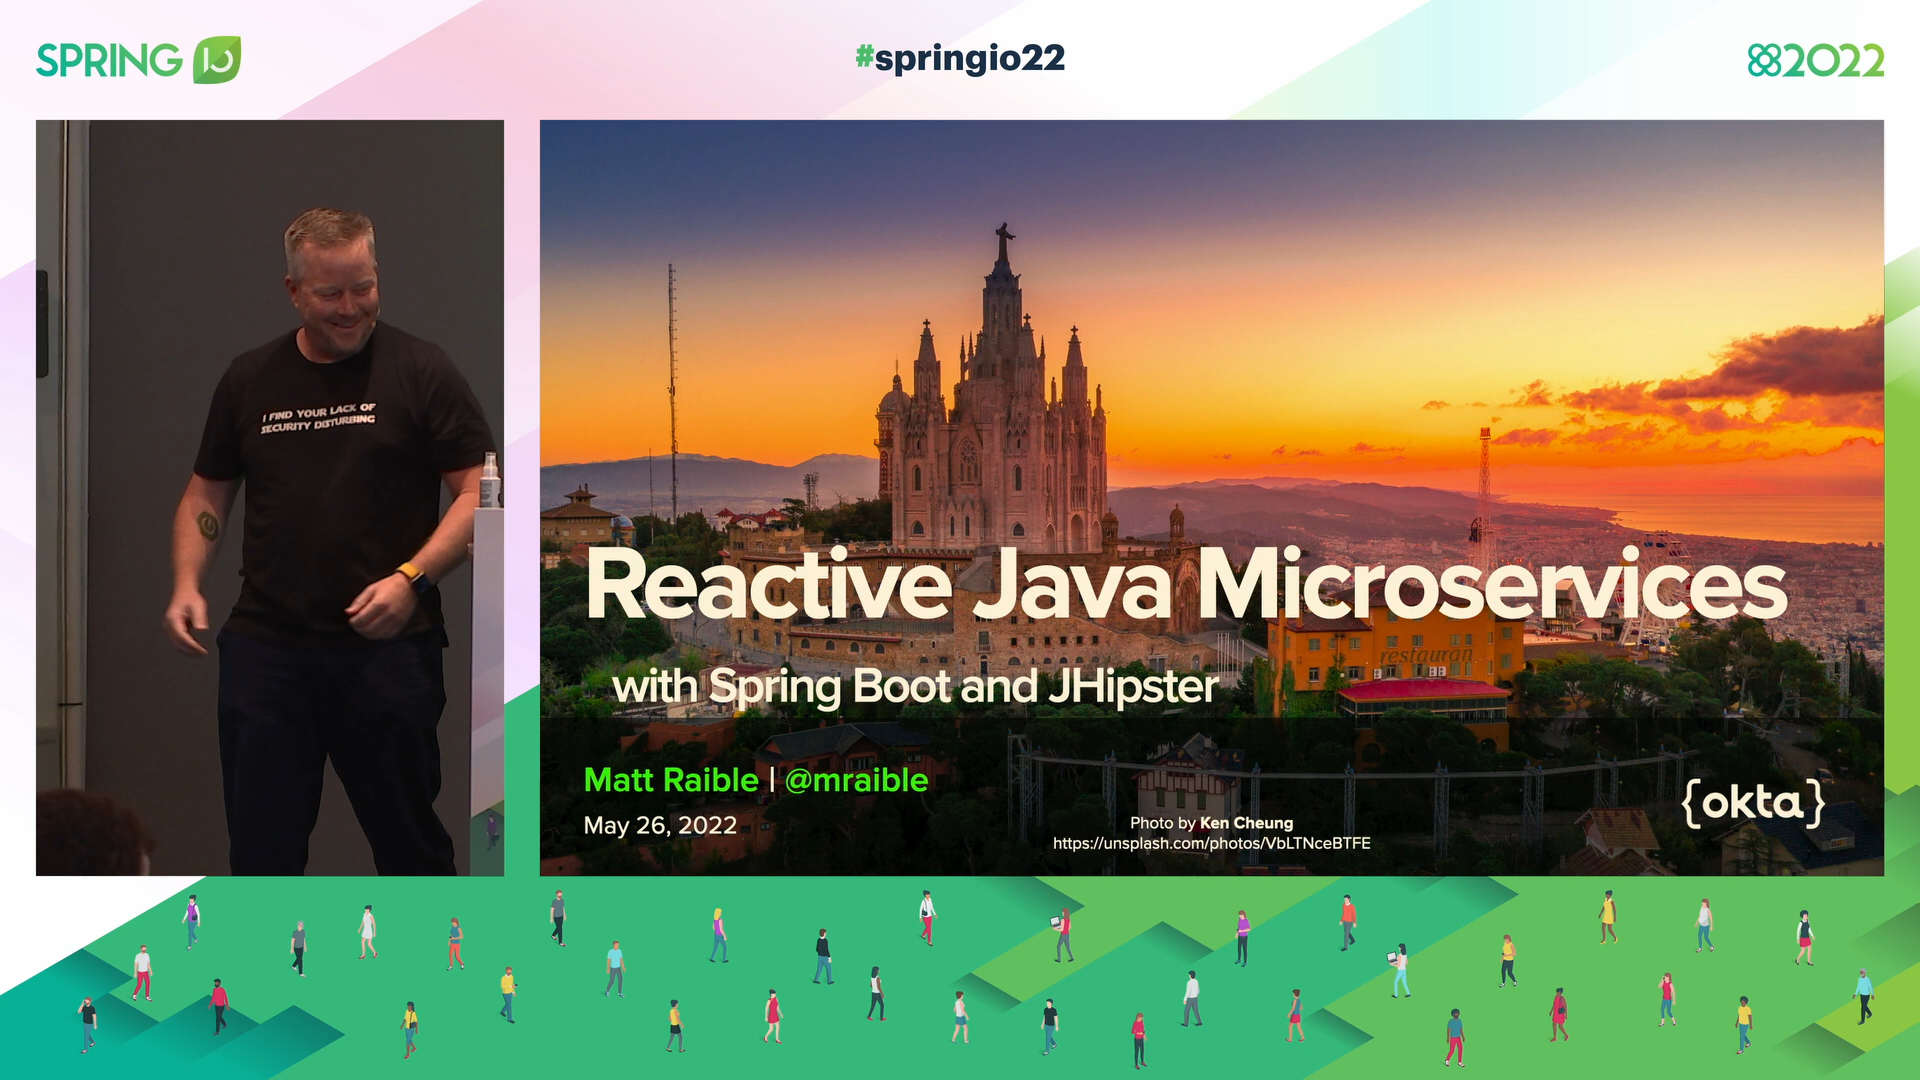 SPRING IO
#springio22
2022
I FIND YOUR LACK OF
SECURITY DISTURBING
Reactive Java Microservices
restauran
with Spring Boot and JHipster
Matt Raible | @mraible
May 26, 2022
Photo by Ken Cheung
https://unsplash.com/photos/VbLTNceBTFE
{okta}